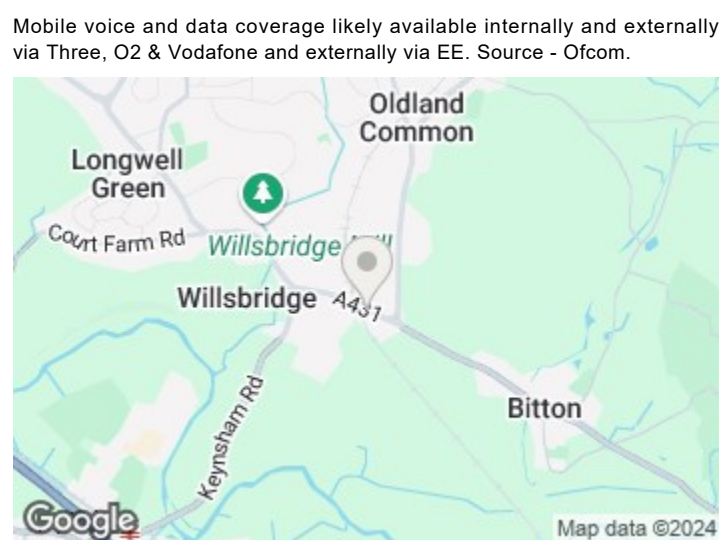 Mobile voice and data coverage likely available internally and externally
via Three, O2 & Vodafone and externally via EE. Source - Ofcom.
Oldland
Common
Longwell
Green
Court Farm Rd
Willsbridge Mill
Willsbridge
A431
Keynsham Rd
Bitton
Google
Map data ©2024